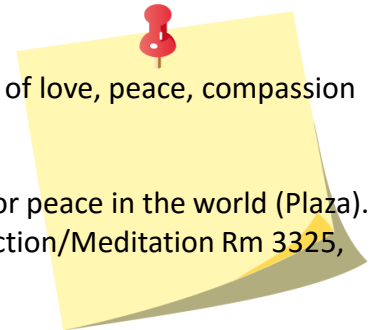 of love, peace, compassion
or peace in the world (Plaza).
ction/Meditation Rm 3325,